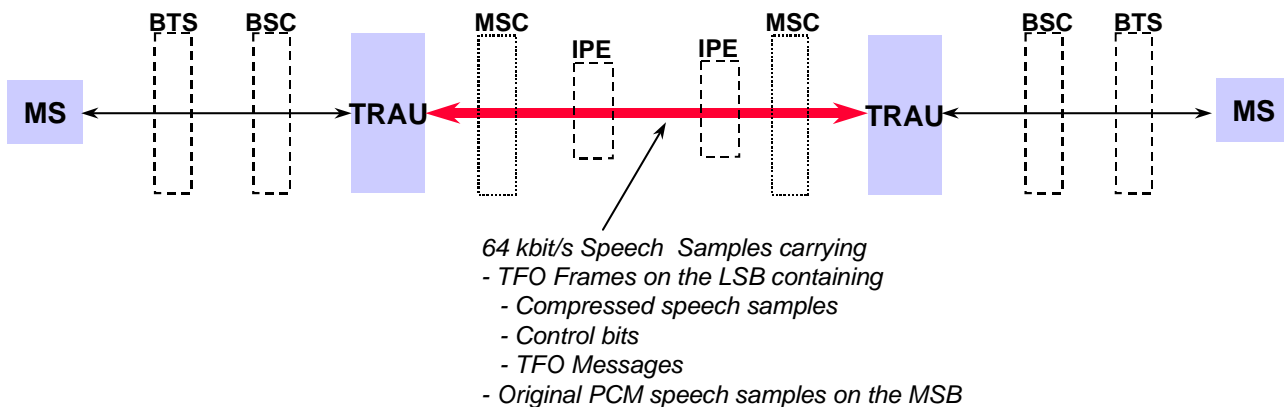 BTS BSC MSC IPE IPE MSC BSC BTS
MS TRAU TRAU MS
64 kbit/s Speech Samples carrying
- TFO Frames on the LSB containing
- Compressed speech samples
- Control bits
- TFO Messages
- Original PCM speech samples on the MSB